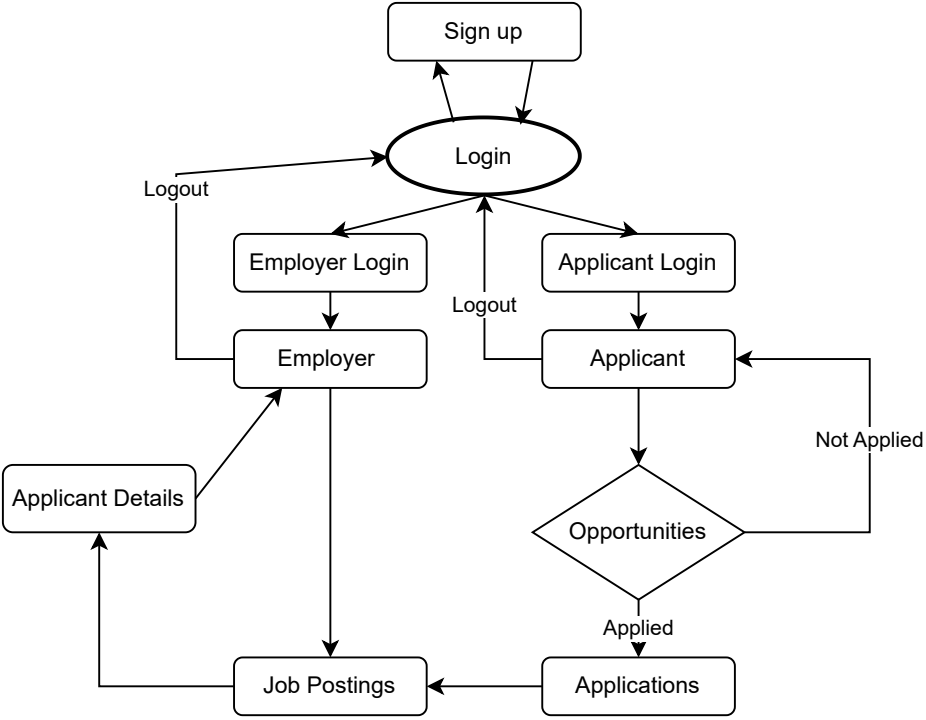 Sign up
Login
Logout
Employer Login
Applicant Login
Logout
Employer
Applicant
Not Applied
Applicant Details
Opportunities
Applied
Job Postings
Applications